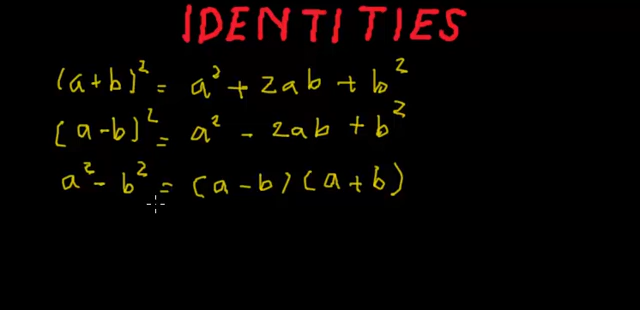 IDENTITIES
(a+b)² = a² + 2ab + b²
(a-b)² = a² - 2ab + b²
a² - b² = (a-b) (a+b)